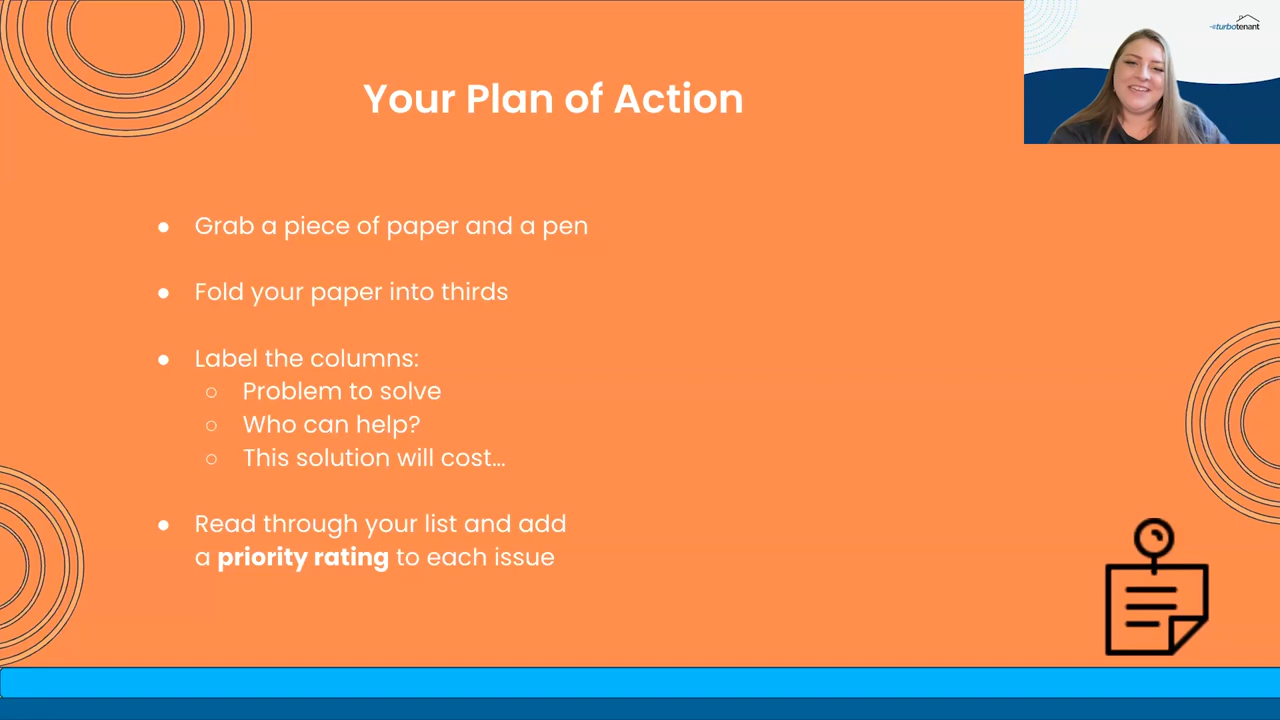 turbotenant
Your Plan of Action
● Grab a piece of paper and a pen
● Fold your paper into thirds
● Label the columns:
○ Problem to solve
○ Who can help?
○ This solution will cost...
● Read through your list and add
a priority rating to each issue